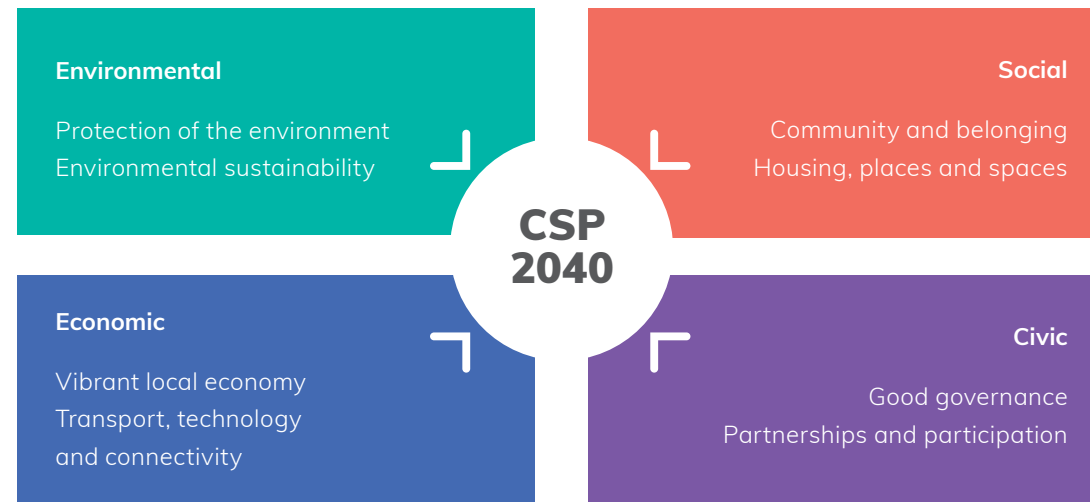 Environmental
Protection of the environment
Environmental sustainability
Social
Community and belonging
Housing, places and spaces
CSP
2040
Economic
Vibrant local economy
Transport, technology
and connectivity
Civic
Good governance
Partnerships and participation